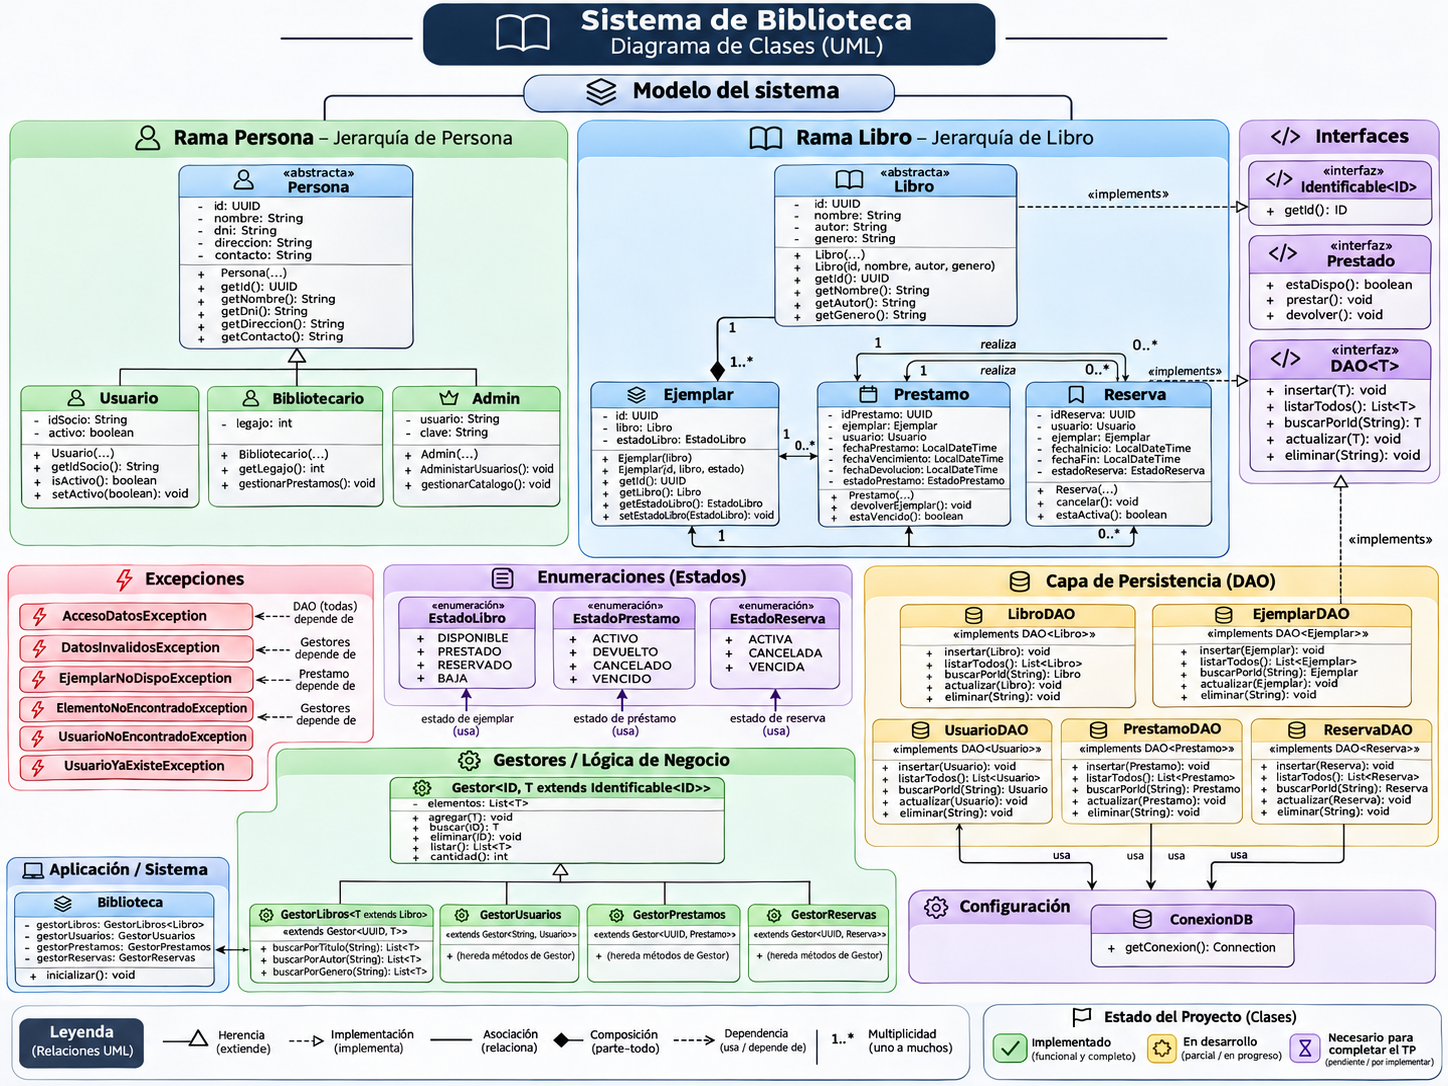 Sistema de Biblioteca
Diagrama de Clases (UML)
Modelo del sistema
Rama Persona – Jerarquía de Persona
«abstracta»
Persona
- id: UUID
- nombre: String
- dni: String
- direccion: String
- contacto: String
+ Persona(...)
+ getId(): UUID
+ getNombre(): String
+ getDni(): String
+ getDireccion(): String
+ getContacto(): String
Usuario
- idSocio: String
- activo: boolean
+ Usuario(...)
+ getIdSocio(): String
+ isActivo(): boolean
+ setActivo(boolean): void
Bibliotecario
- legajo: int
+ Bibliotecario(...)
+ getLegajo(): int
+ gestionarPrestamos(): void
Admin
- usuario: String
- clave: String
+ Admin(...)
+ AdministarUsuarios(): void
+ gestionarCatalogo(): void
Rama Libro – Jerarquía de Libro
«abstracta»
Libro
- id: UUID
- nombre: String
- autor: String
- genero: String
+ Libro(...)
+ Libro(id, nombre, autor, genero)
+ getId(): UUID
+ getNombre(): String
+ getAutor(): String
+ getGenero(): String
«implements»
1
1..*
1
realiza
0..*
1
realiza
0..*
«implements»
Ejemplar
- id: UUID
- libro: Libro
- estadoLibro: EstadoLibro
+ Ejemplar(libro)
+ Ejemplar(id, libro, estado)
+ getId(): UUID
+ getLibro(): Libro
+ getEstadoLibro(): EstadoLibro
+ setEstadoLibro(EstadoLibro): void
1
0..*
Prestamo
- idPrestamo: UUID
- ejemplar: Ejemplar
- usuario: Usuario
- fechaPrestamo: LocalDateTime
- fechaVencimiento: LocalDateTime
- fechaDevolucion: LocalDateTime
- estadoPrestamo: EstadoPrestamo
+ Prestamo(...)
+ devolverEjemplar(): void
+ estaVencido(): boolean
Reserva
- idReserva: UUID
- usuario: Usuario
- ejemplar: Ejemplar
- fechaInicio: LocalDateTime
- fechaFin: LocalDateTime
- estadoReserva: EstadoReserva
+ Reserva(...)
+ cancelar(): void
+ estaActiva(): boolean
1
0..*
Interfaces
«interfaz»
Identificable<ID>
+ getId(): ID
«interfaz»
Prestado
+ estaDispo(): boolean
+ prestar(): void
+ devolver(): void
«interfaz»
DAO<T>
+ insertar(T): void
+ listarTodos(): List<T>
+ buscarPorId(String): T
+ actualizar(T): void
+ eliminar(String): void
«implements»
Excepciones
AccesoDatosException
DAO (todas)
depende de
DatosInvalidosException
Gestores
depende de
EjemplarNoDispoException
Prestamo
depende de
ElementoNoEncontradoException
Gestores
depende de
UsuarioNoEncontradoException
UsuarioYaExisteException
Enumeraciones (Estados)
«enumeración»
EstadoLibro
+ DISPONIBLE
+ PRESTADO
+ RESERVADO
+ BAJA
estado de ejemplar
(usa)
«enumeración»
EstadoPrestamo
+ ACTIVO
+ DEVUELTO
+ CANCELADO
+ VENCIDO
estado de préstamo
(usa)
«enumeración»
EstadoReserva
+ ACTIVA
+ CANCELADA
+ VENCIDA
estado de reserva
(usa)
Capa de Persistencia (DAO)
LibroDAO
«implements DAO<Libro>»
+ insertar(Libro): void
+ listarTodos(): List<Libro>
+ buscarPorId(String): Libro
+ actualizar(Libro): void
+ eliminar(String): void
EjemplarDAO
«implements DAO<Ejemplar>»
+ insertar(Ejemplar): void
+ listarTodos(): List<Ejemplar>
+ buscarPorId(String): Ejemplar
+ actualizar(Ejemplar): void
+ eliminar(String): void
UsuarioDAO
«implements DAO<Usuario>»
+ insertar(Usuario): void
+ listarTodos(): List<Usuario>
+ buscarPorId(String): Usuario
+ actualizar(Usuario): void
+ eliminar(String): void
PrestamoDAO
«implements DAO<Prestamo>»
+ insertar(Prestamo): void
+ listarTodos(): List<Prestamo>
+ buscarPorId(String): Prestamo
+ actualizar(Prestamo): void
+ eliminar(String): void
ReservaDAO
«implements DAO<Reserva>»
+ insertar(Reserva): void
+ listarTodos(): List<Reserva>
+ buscarPorId(String): Reserva
+ actualizar(Reserva): void
+ eliminar(String): void
usa
usa
usa
usa
Gestores / Lógica de Negocio
Gestor<ID, T extends Identificable<ID>>
- elementos: List<T>
+ agregar(T): void
+ buscar(ID): T
+ eliminar(ID): void
+ listar(): List<T>
+ cantidad(): int
GestorLibros<T extends Libro>
«extends Gestor<UUID, T>»
+ buscarPorTitulo(String): List<T>
+ buscarPorAutor(String): List<T>
+ buscarPorGenero(String): List<T>
GestorUsuarios
«extends Gestor<String, Usuario>»
+ (hereda métodos de Gestor)
GestorPrestamos
«extends Gestor<UUID, Prestamo>»
+ (hereda métodos de Gestor)
GestorReservas
«extends Gestor<UUID, Reserva>»
+ (hereda métodos de Gestor)
Aplicación / Sistema
Biblioteca
- gestorLibros: GestorLibros<Libro>
- gestorUsuarios: GestorUsuarios
- gestorPrestamos: GestorPrestamos
- gestorReservas: GestorReservas
+ inicializar(): void
Configuración
ConexionDB
+ getConexion(): Connection
Leyenda
(Relaciones UML)
Herencia
(extiende)
Implementación
(implementa)
Asociación
(relaciona)
Composición
(parte-todo)
Dependencia
(usa / depende de)
1..*
Multiplicidad
(uno a muchos)
Estado del Proyecto (Clases)
Implementado
(funcional y completo)
En desarrollo
(parcial / en progreso)
Necesario para
completar el TP
(pendiente / por implementar)